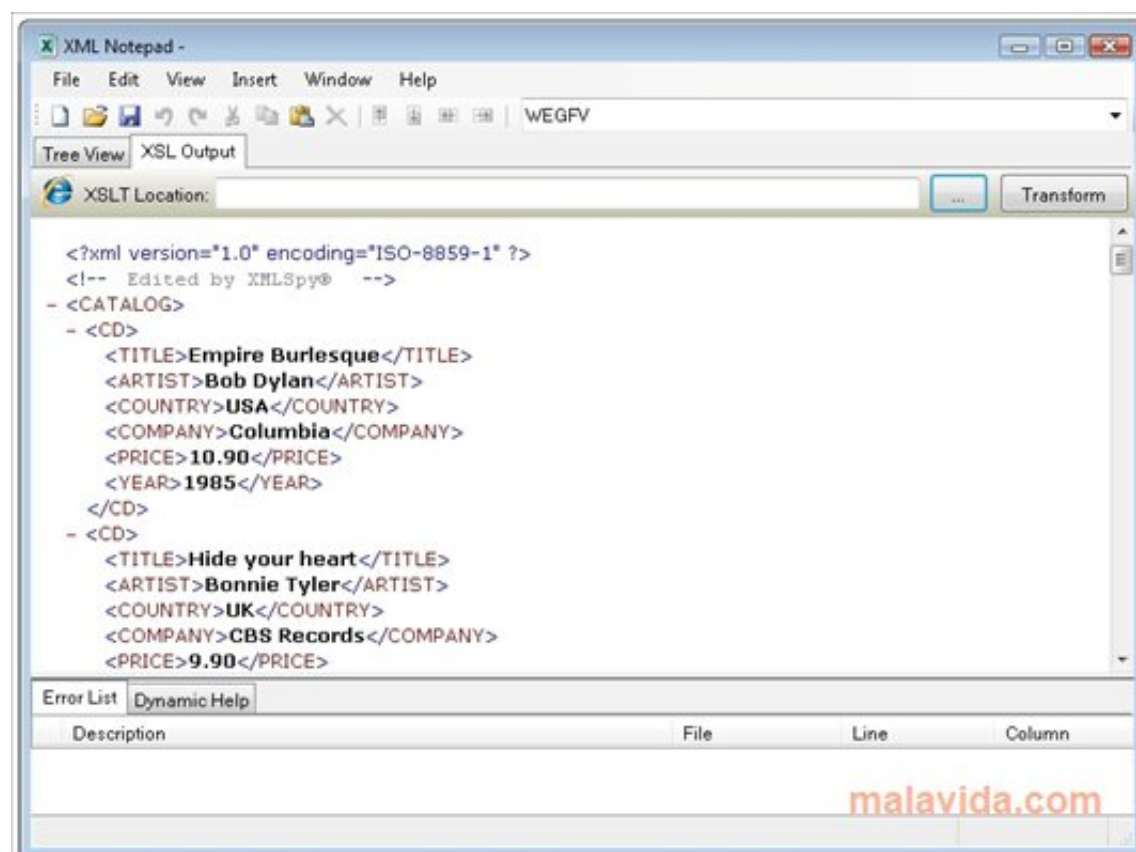 XML Notepad -
File Edit View Insert Window Help
WEGFV
Tree View XSL Output
XSLT Location: ... Transform
<?xml version="1.0" encoding="ISO-8859-1" ?>
<!-- Edited by XMLSpy® -->
- <CATALOG>
- <CD>
<TITLE>Empire Burlesque</TITLE>
<ARTIST>Bob Dylan</ARTIST>
<COUNTRY>USA</COUNTRY>
<COMPANY>Columbia</COMPANY>
<PRICE>10.90</PRICE>
<YEAR>1985</YEAR>
</CD>
- <CD>
<TITLE>Hide your heart</TITLE>
<ARTIST>Bonnie Tyler</ARTIST>
<COUNTRY>UK</COUNTRY>
<COMPANY>CBS Records</COMPANY>
<PRICE>9.90</PRICE>
Error List Dynamic Help
Description File Line Column
malavida.com